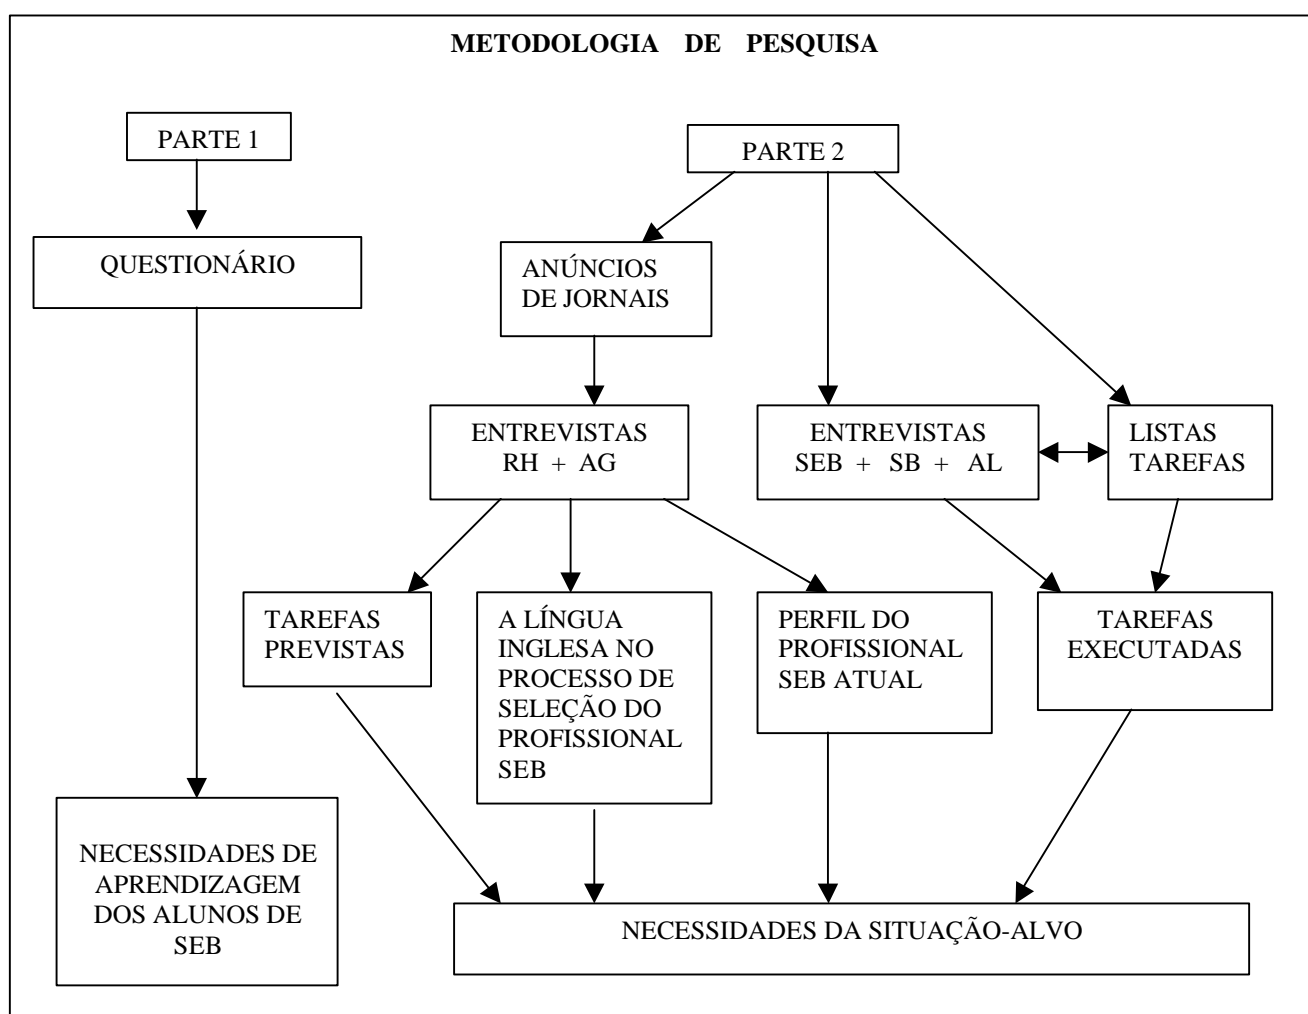 METODOLOGIA DE PESQUISA
PARTE 1
PARTE 2
QUESTIONÁRIO
ANÚNCIOS
DE JORNAIS
ENTREVISTAS
RH + AG
ENTREVISTAS
SEB + SB + AL
LISTAS
TAREFAS
TAREFAS
PREVISTAS
A LÍNGUA
INGLESA NO
PROCESSO DE
SELEÇÃO DO
PROFISSIONAL
SEB
PERFIL DO
PROFISSIONAL
SEB ATUAL
TAREFAS
EXECUTADAS
NECESSIDADES DE
APRENDIZAGEM
DOS ALUNOS DE
SEB
NECESSIDADES DA SITUAÇÃO-ALVO